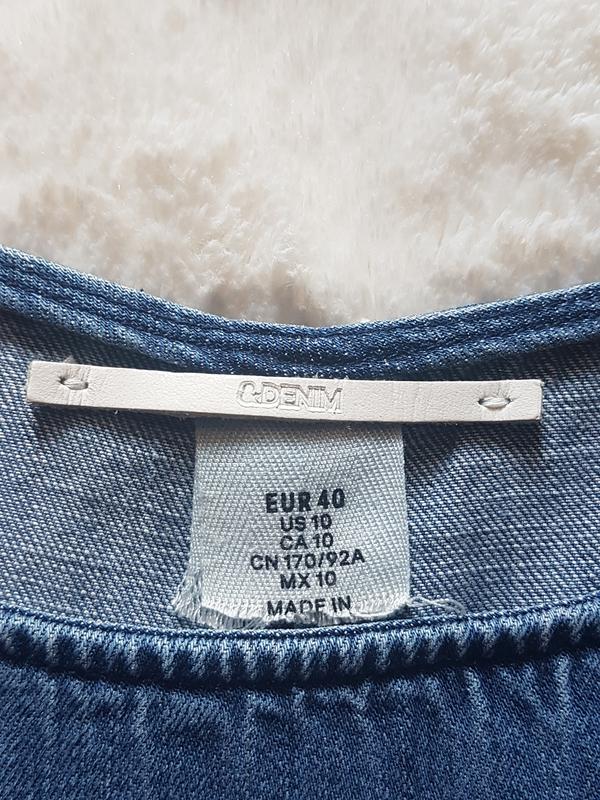 &DENIM
EUR 40
US 10
CA 10
CN 170/92A
MX 10
MADE IN